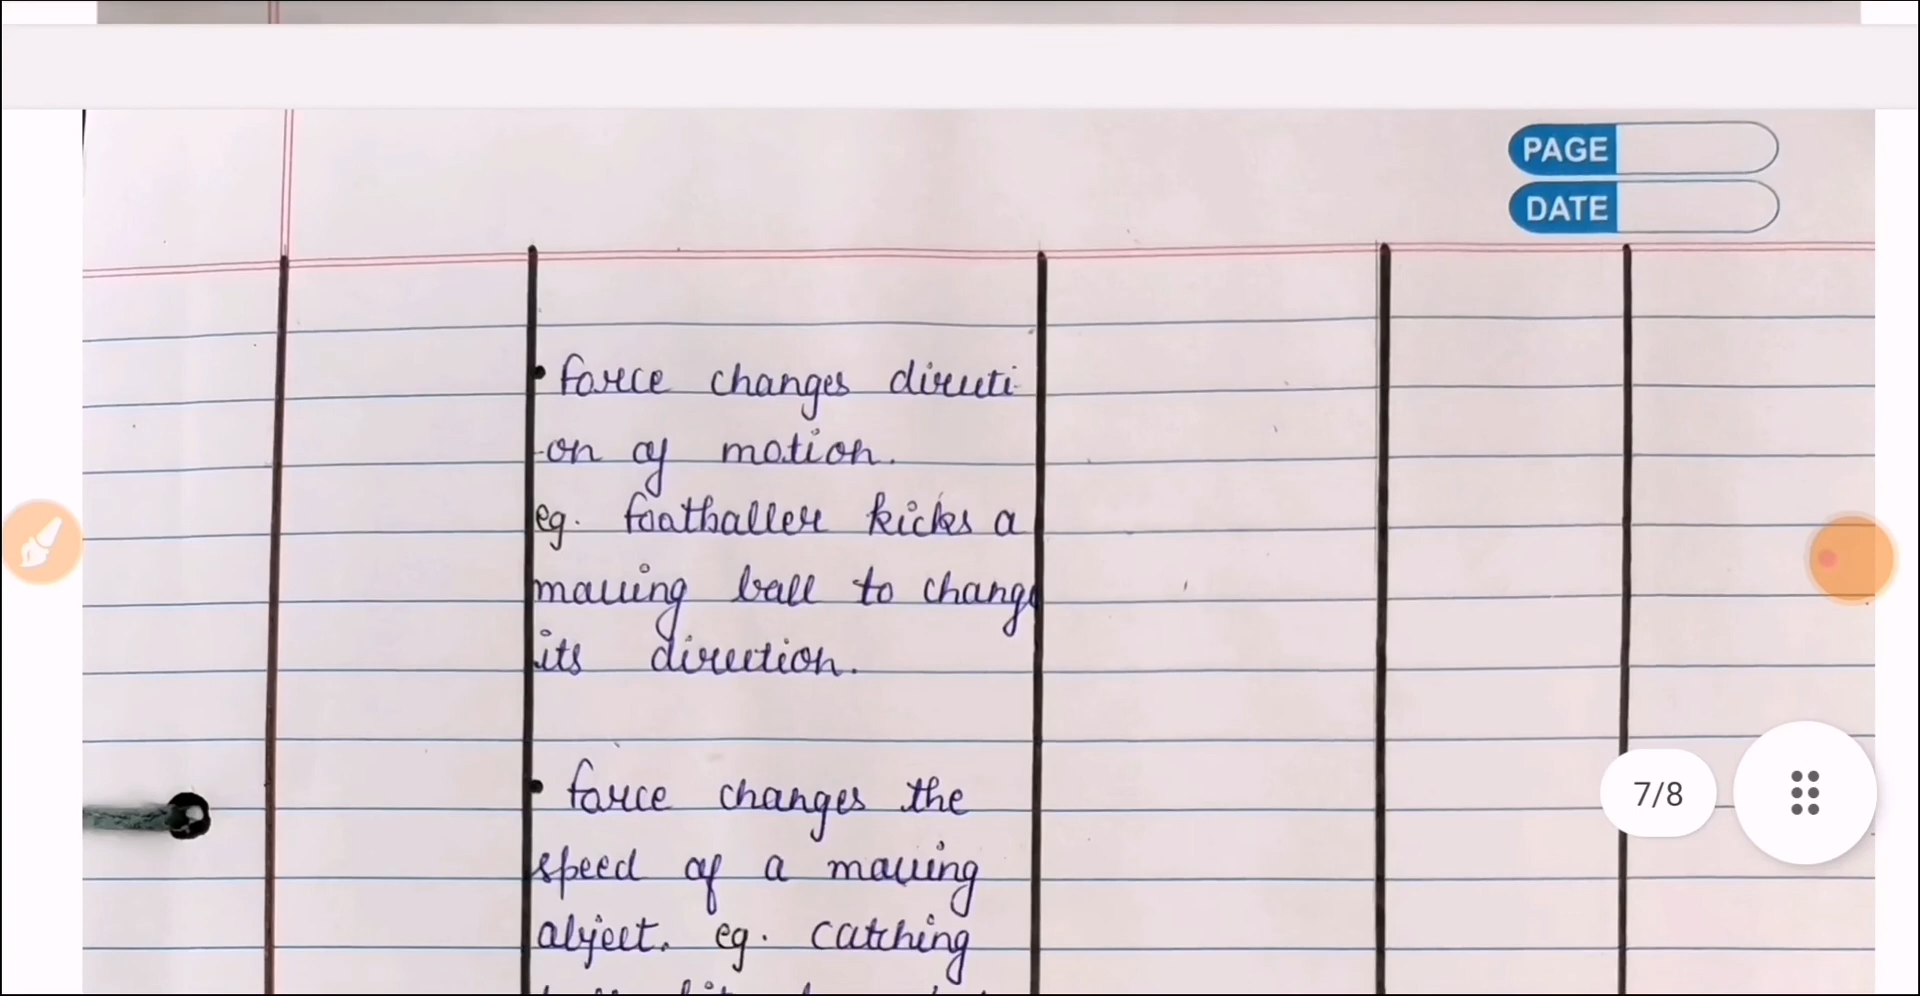 PAGE
DATE
• force changes directi-
-on of motion.
eg. footballer kicks a
moving ball to change
its direction.
• force changes the
speed of a moving
object. eg. catching
7/8